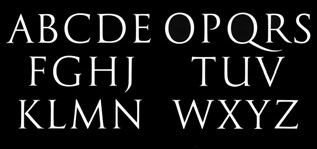 ABCDE OPQRS
FGHJ TUV
KLMN WXYZ